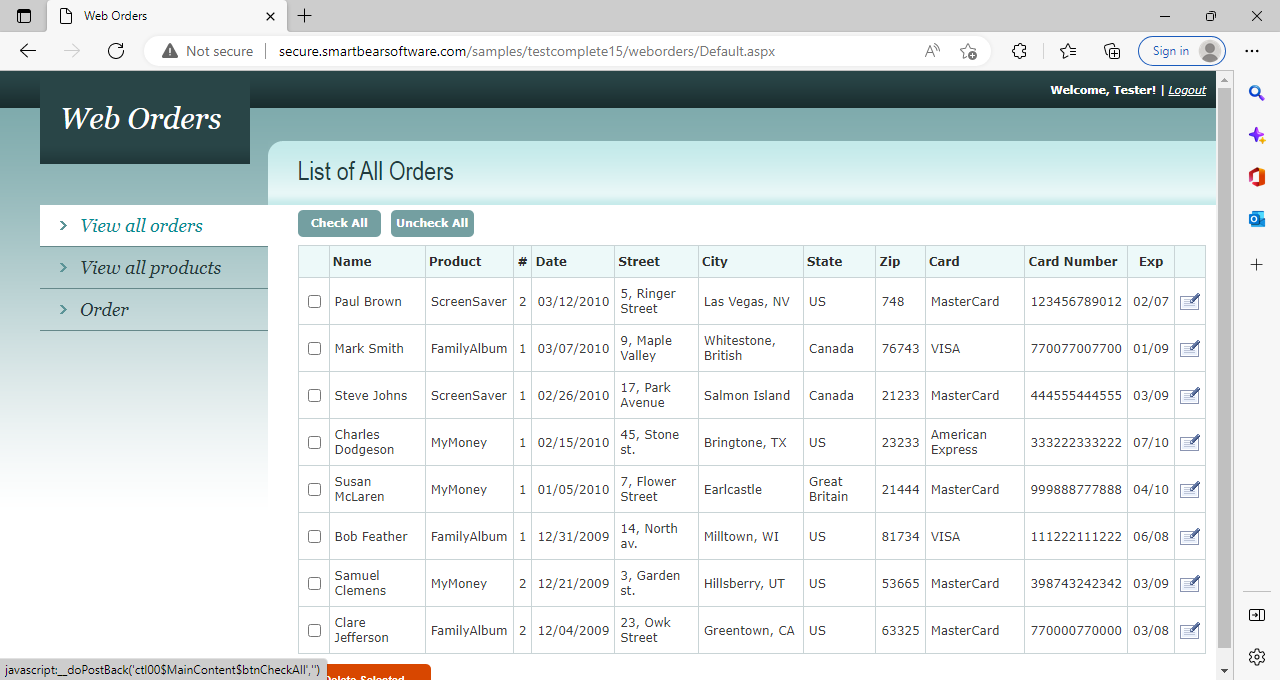 Web Orders
Not secure secure.smartbearsoftware.com/samples/testcomplete15/weborders/Default.aspx Sign in
Welcome, Tester! | Logout
Web Orders
List of All Orders
View all orders
View all products
Order
Check All Uncheck All
Name Product # Date Street City State Zip Card Card Number Exp
Paul Brown ScreenSaver 2 03/12/2010 5, Ringer Street Las Vegas, NV US 748 MasterCard 123456789012 02/07
Mark Smith FamilyAlbum 1 03/07/2010 9, Maple Valley Whitestone, British Canada 76743 VISA 770077007700 01/09
Steve Johns ScreenSaver 1 02/26/2010 17, Park Avenue Salmon Island Canada 21233 MasterCard 444555444555 03/09
Charles Dodgeson MyMoney 1 02/15/2010 45, Stone st. Bringtone, TX US 23233 American Express 333222333222 07/10
Susan McLaren MyMoney 1 01/05/2010 7, Flower Street Earlcastle Great Britain 21444 MasterCard 999888777888 04/10
Bob Feather FamilyAlbum 1 12/31/2009 14, North av. Milltown, WI US 81734 VISA 111222111222 06/08
Samuel Clemens MyMoney 2 12/21/2009 3, Garden st. Hillsberry, UT US 53665 MasterCard 398743242342 03/09
Clare Jefferson FamilyAlbum 2 12/04/2009 23, Owk Street Greentown, CA US 63325 MasterCard 770000770000 03/08
javascript:__doPostBack('ctl00$MainContent$btnCheckAll','') Delete Selected